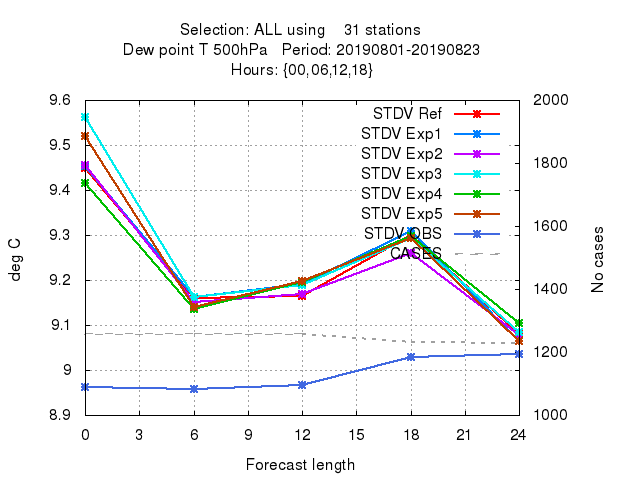 Selection: ALL using    31 stations
Dew point T 500hPa   Period: 20190801-20190823
Hours: {00,06,12,18}
9.6
9.5
9.4
9.3
9.2
9.1
9
8.9
deg C
2000
1800
1600
1400
1200
1000
No cases
STDV Ref
STDV Exp1
STDV Exp2
STDV Exp3
STDV Exp4
STDV Exp5
STDV OBS
CASES
0 3 6 9 12 15 18 21 24
Forecast length